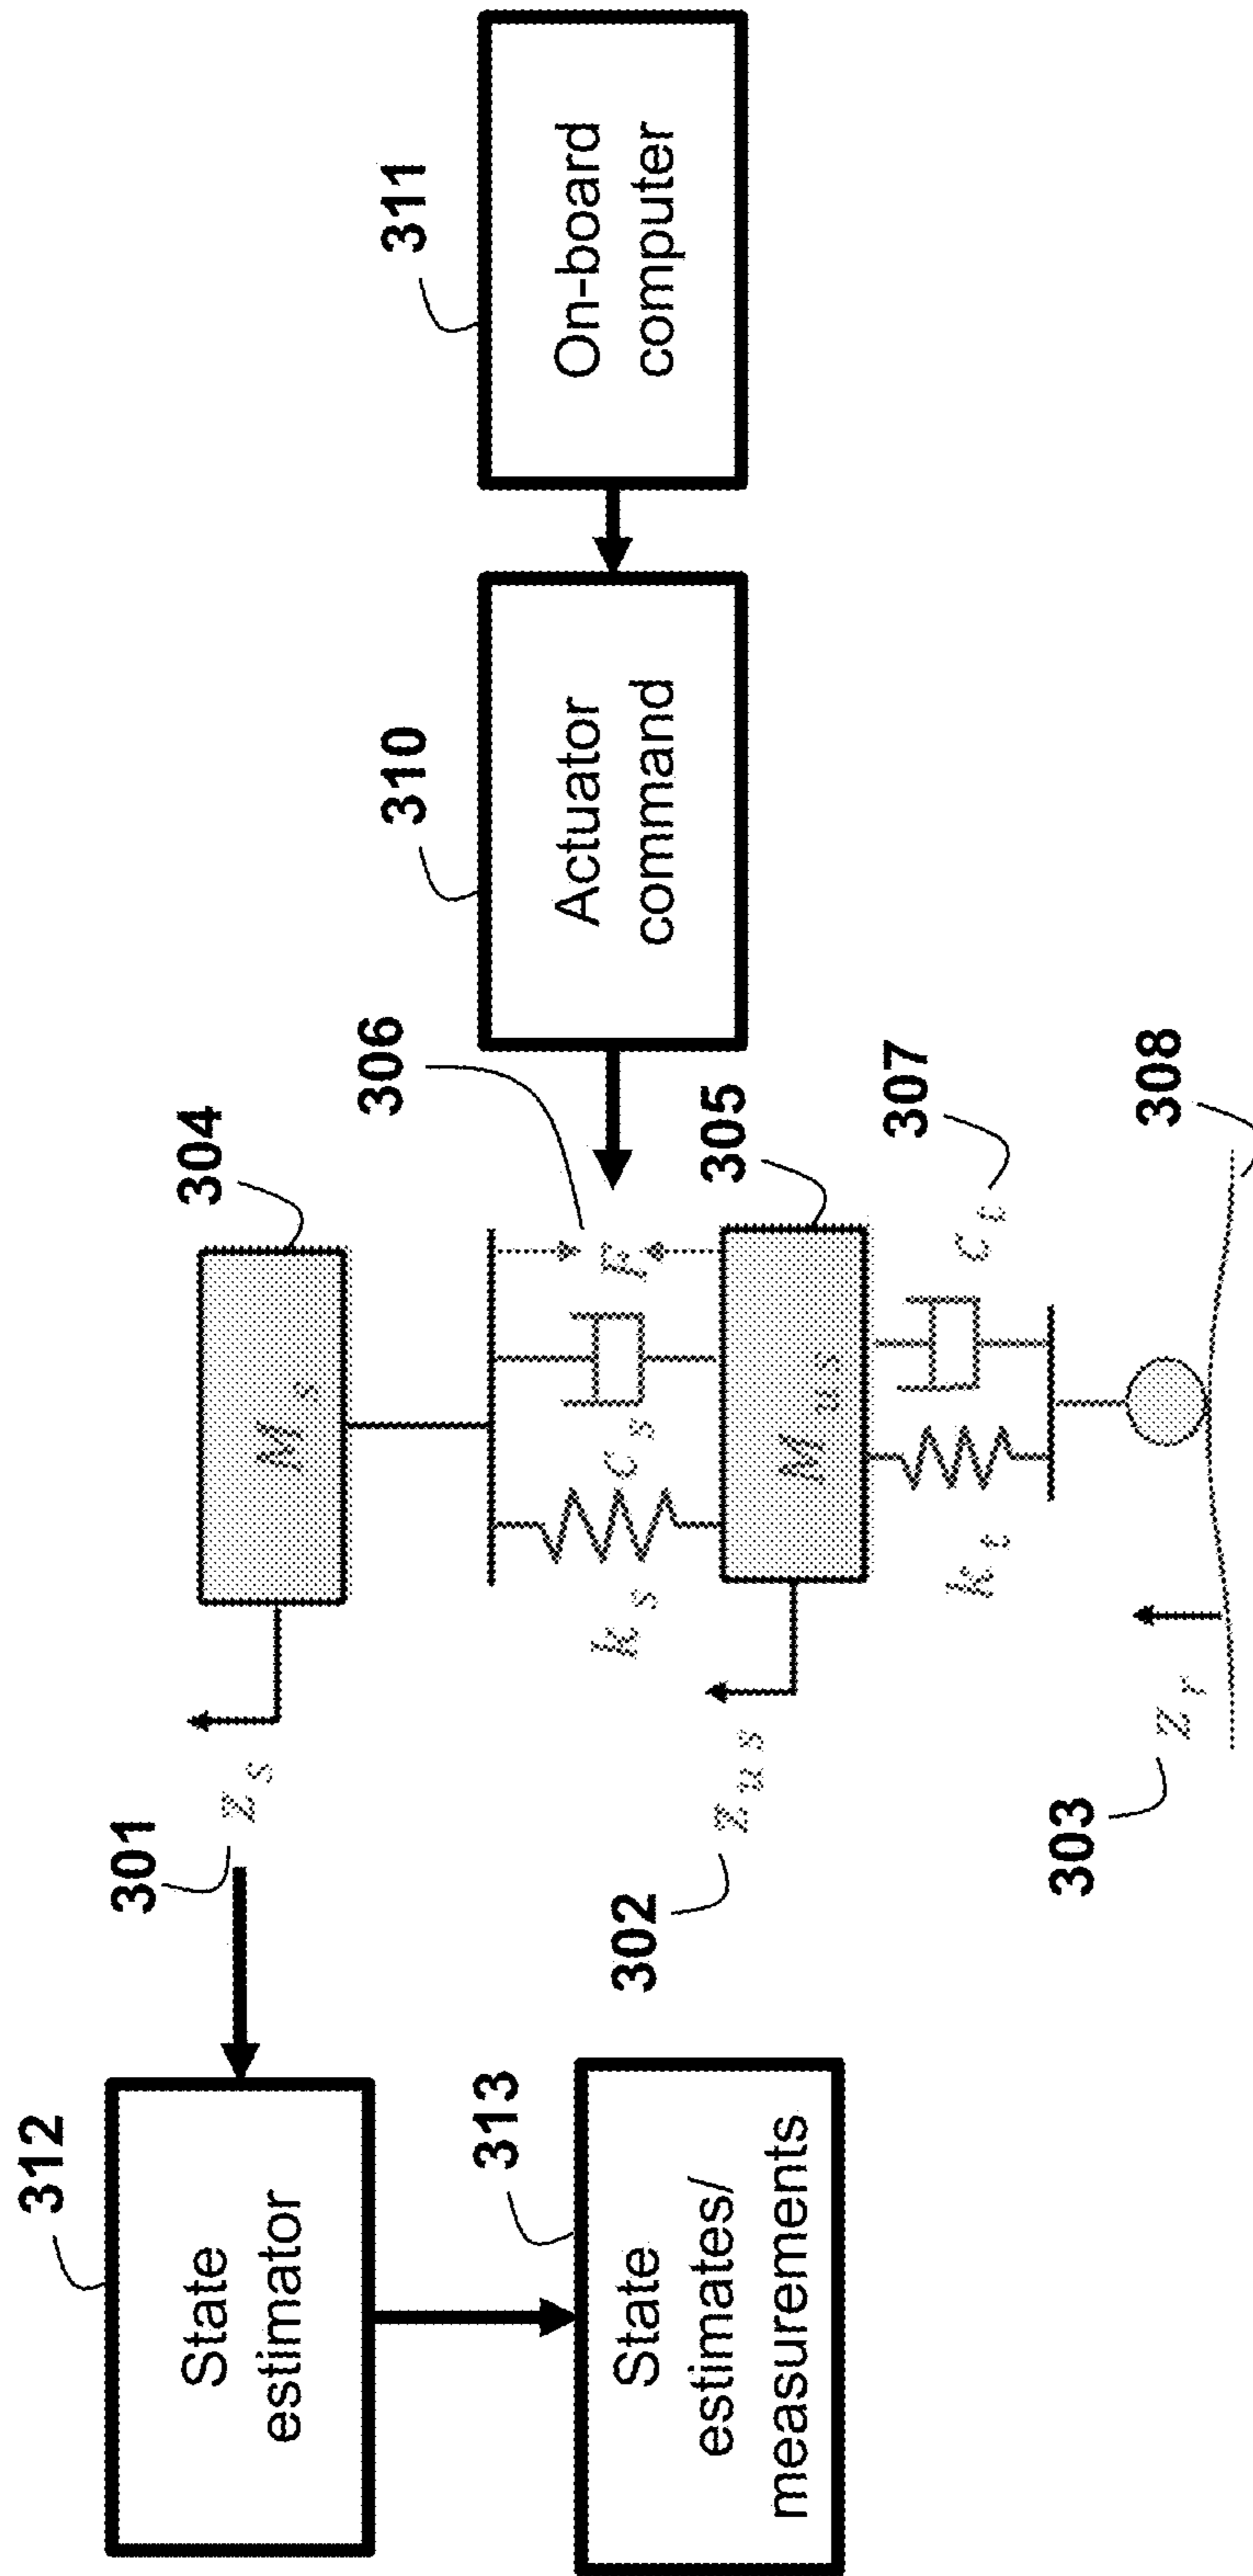 312
State
estimator
313
State
estimates/
measurements
301
z s
302
z u s
303
z r
304
M s
k s
c s
F
306
305
M u s
k t
c t
307
308
310
Actuator
command
311
On-board
computer